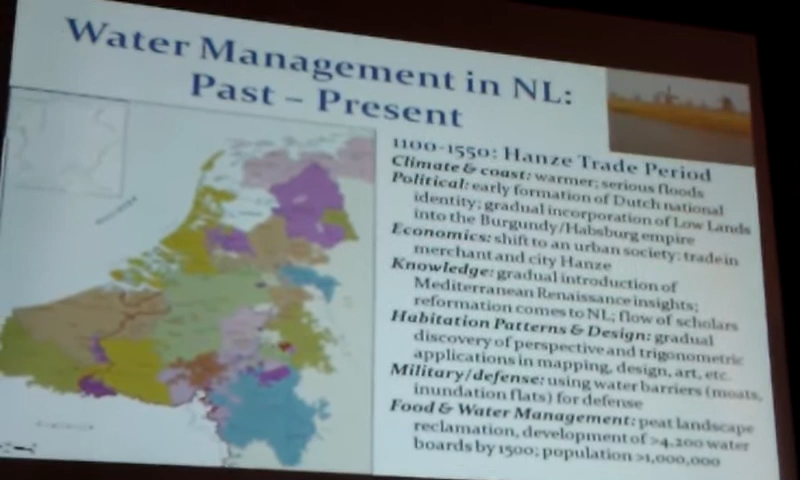 Water Management in NL:
Past – Present
1100-1550: Hanze Trade Period
Climate & coast: warmer; serious floods
Political: early formation of Dutch national
identity; gradual incorporation of Low Lands
into the Burgundy/Habsburg empire
Economics: shift to an urban society: trade in
merchant and city Hanze
Knowledge: gradual introduction of
Mediterranean Renaissance insights;
reformation comes to NL; flow of scholars
Habitation Patterns & Design: gradual
discovery of perspective and trigonometric
applications in mapping, design, art, etc.
Military/defense: using water barriers (moats,
inundation flats) for defense
Food & Water Management: peat landscape
reclamation, development of >4,200 water
boards by 1500; population >1,000,000